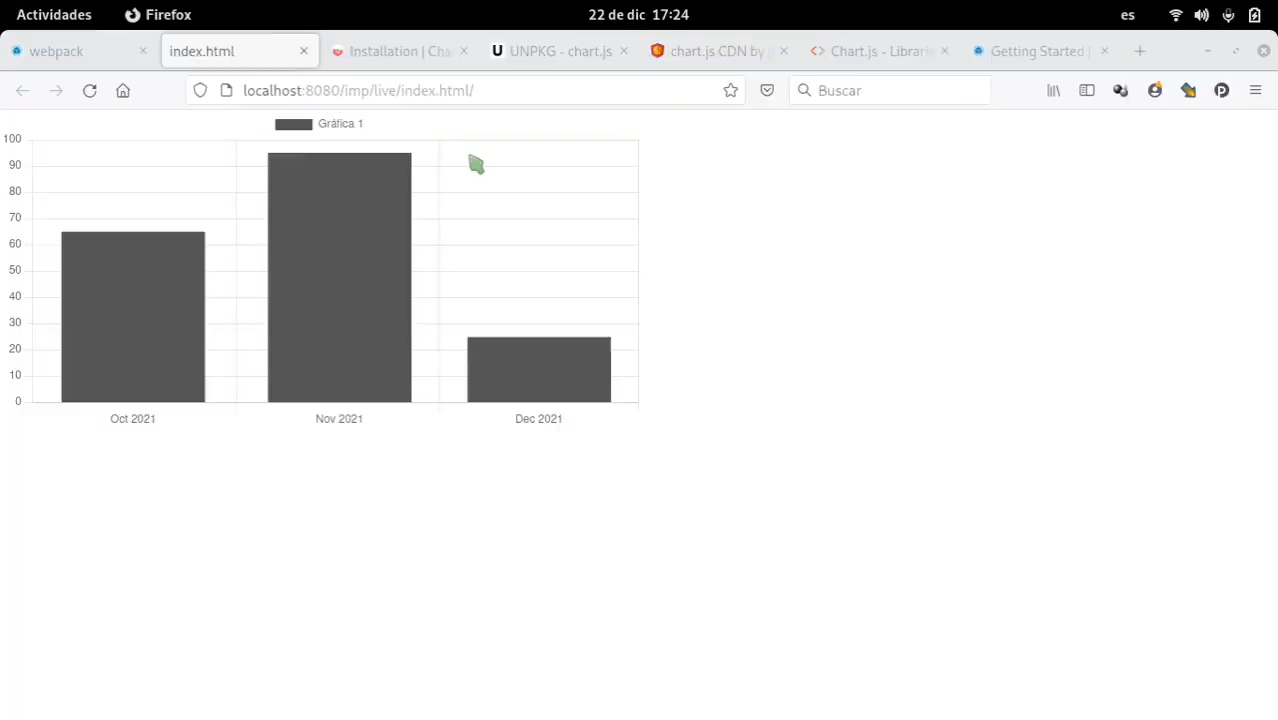 Actividades Firefox 22 de dic 17:24 es
webpack index.html Installation | Cha UNPKG - chart.js chart.js CDN by Chart.js - Librari Getting Started |
localhost:8080/imp/live/index.html/ Buscar
Gráfica 1
100
90
80
70
60
50
40
30
20
10
0
Oct 2021 Nov 2021 Dec 2021